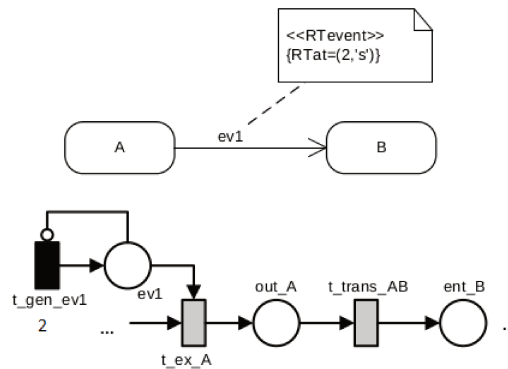 <<RTevent>>
{RTat=(2,'s')}
A
ev1
B
out_A
t_trans_AB
ent_B
t_gen_ev1
ev1
2
...
.
t_ex_A